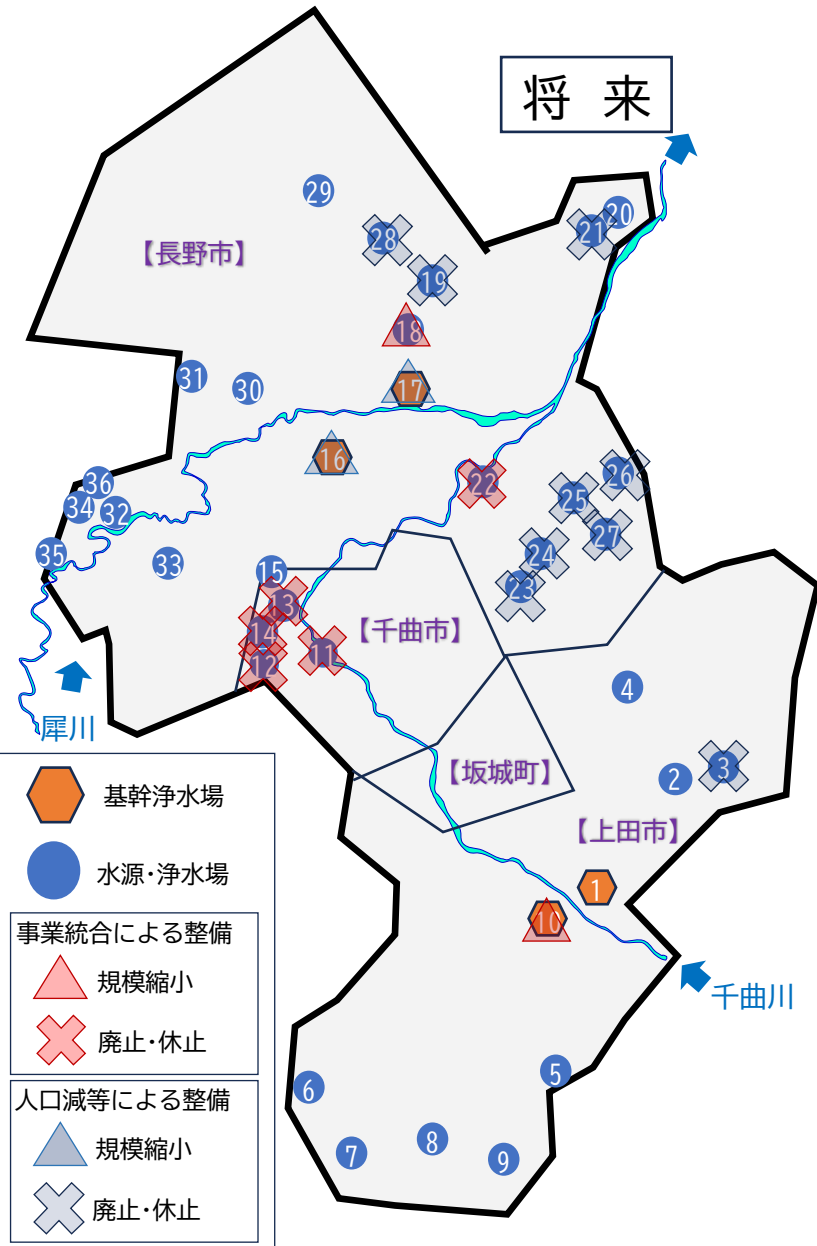 将 来
29
20
21
28
【長野市】
19
18
31
30
17
16
22
26
36
25
34
32
27
35
33
24
15
23
13
14
【千曲市】
11
12
4
犀川
【坂城町】
2
3
【上田市】
1
10
千曲川
5
6
8
7
9
基幹浄水場
水源・浄水場
事業統合による整備
規模縮小
廃止・休止
人口減等による整備
規模縮小
廃止・休止